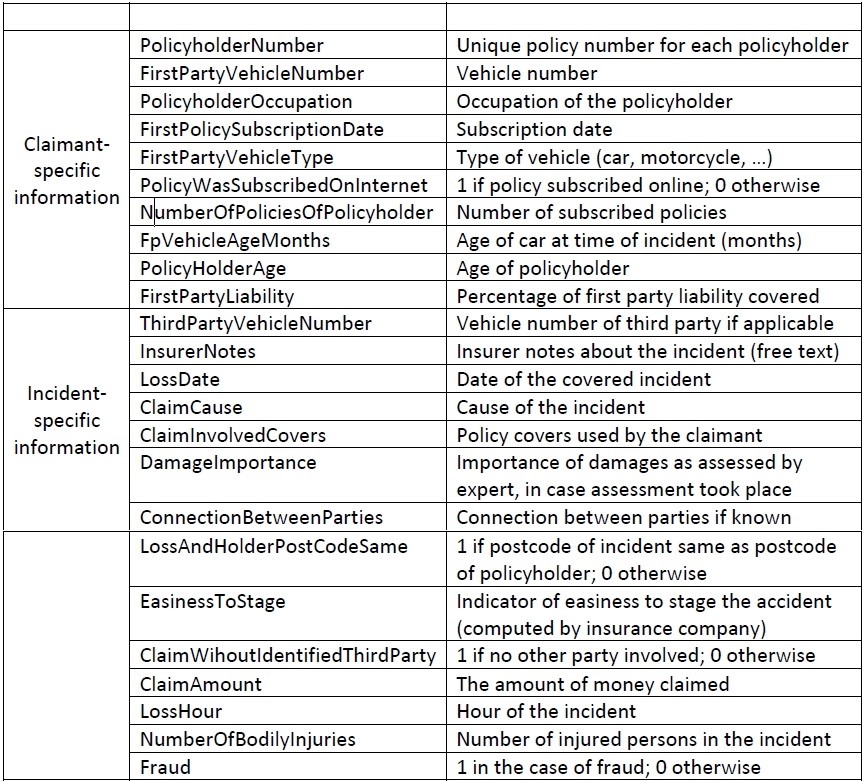 Claimant-
specific
information
PolicyholderNumber Unique policy number for each policyholder
FirstPartyVehicleNumber Vehicle number
PolicyholderOccupation Occupation of the policyholder
FirstPolicySubscriptionDate Subscription date
FirstPartyVehicleType Type of vehicle (car, motorcycle, ...)
PolicyWasSubscribedOnInternet 1 if policy subscribed online; 0 otherwise
NumberOfPoliciesOfPolicyholder Number of subscribed policies
FpVehicleAgeMonths Age of car at time of incident (months)
PolicyHolderAge Age of policyholder
FirstPartyLiability Percentage of first party liability covered
Incident-
specific
information
ThirdPartyVehicleNumber Vehicle number of third party if applicable
InsurerNotes Insurer notes about the incident (free text)
LossDate Date of the covered incident
ClaimCause Cause of the incident
ClaimInvolvedCovers Policy covers used by the claimant
DamageImportance Importance of damages as assessed by
expert, in case assessment took place
ConnectionBetweenParties Connection between parties if known
LossAndHolderPostCodeSame 1 if postcode of incident same as postcode
of policyholder; 0 otherwise
EasinessToStage Indicator of easiness to stage the accident
(computed by insurance company)
ClaimWihoutIdentifiedThirdParty 1 if no other party involved; 0 otherwise
ClaimAmount The amount of money claimed
LossHour Hour of the incident
NumberOfBodilyInjuries Number of injured persons in the incident
Fraud 1 in the case of fraud; 0 otherwise